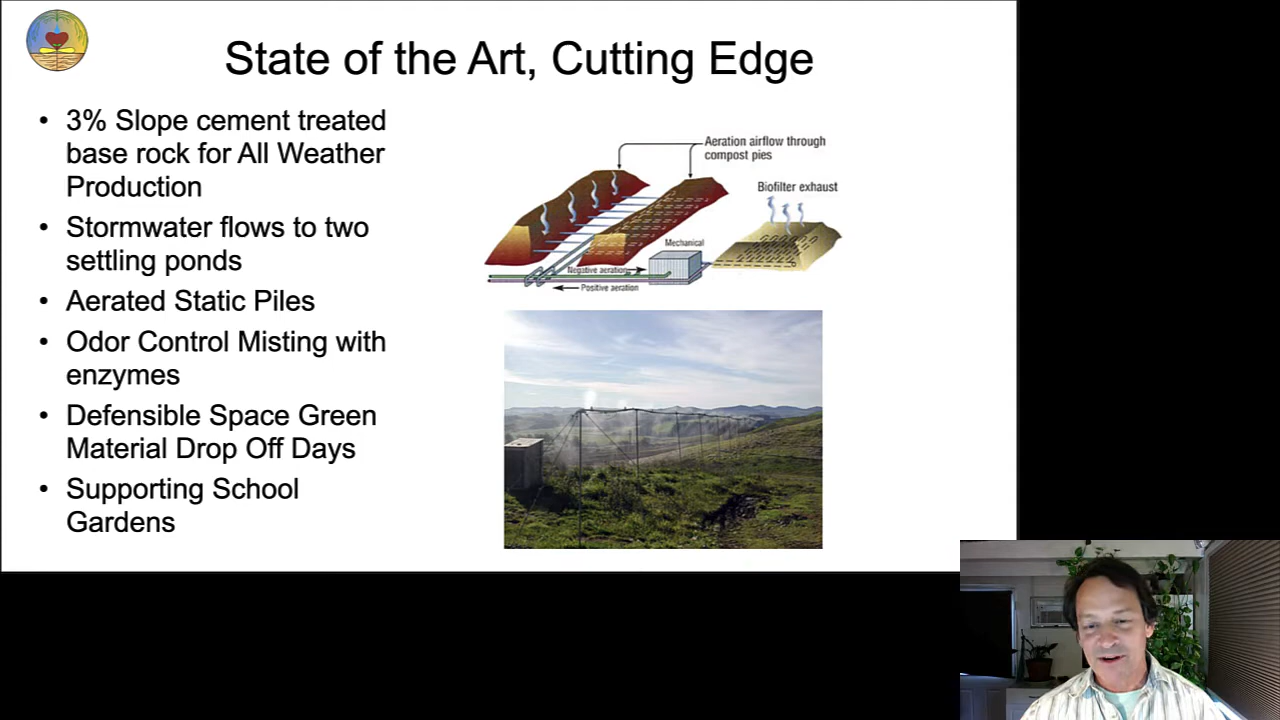 State of the Art, Cutting Edge
• 3% Slope cement treated
base rock for All Weather
Production
• Stormwater flows to two
settling ponds
• Aerated Static Piles
• Odor Control Misting with
enzymes
• Defensible Space Green
Material Drop Off Days
• Supporting School
Gardens
Aeration airflow through
compost pies
Biofilter exhaust
Mechanical
Negative aeration
Positive aeration